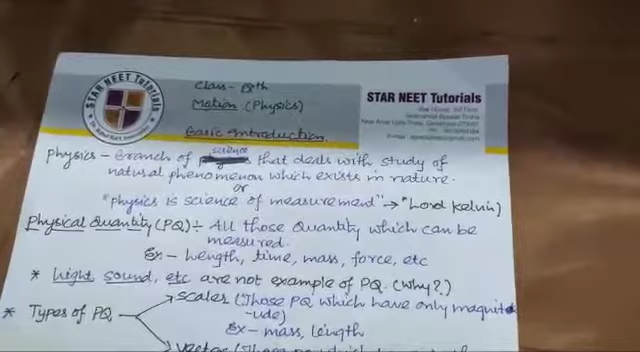 STAR NEET Tutorials
Class- 9th
Motion (Physics)
Basic Introduction
STAR NEET Tutorials
Physics - Branch of science that deals with study of
natural phenomenon which exists in nature.
or
"physics is science of measurement" → "Lord Kelvin)
Physical Quantity (PQ) ÷ All those Quantity which can be
measured.
Ex- Length, time, mass, force, etc
* Light sound, etc are not example of PQ. (Why?)
* Types of PQ
scaler (Those PQ which have only magnit
-ude)
Ex- mass, length
vector (Those